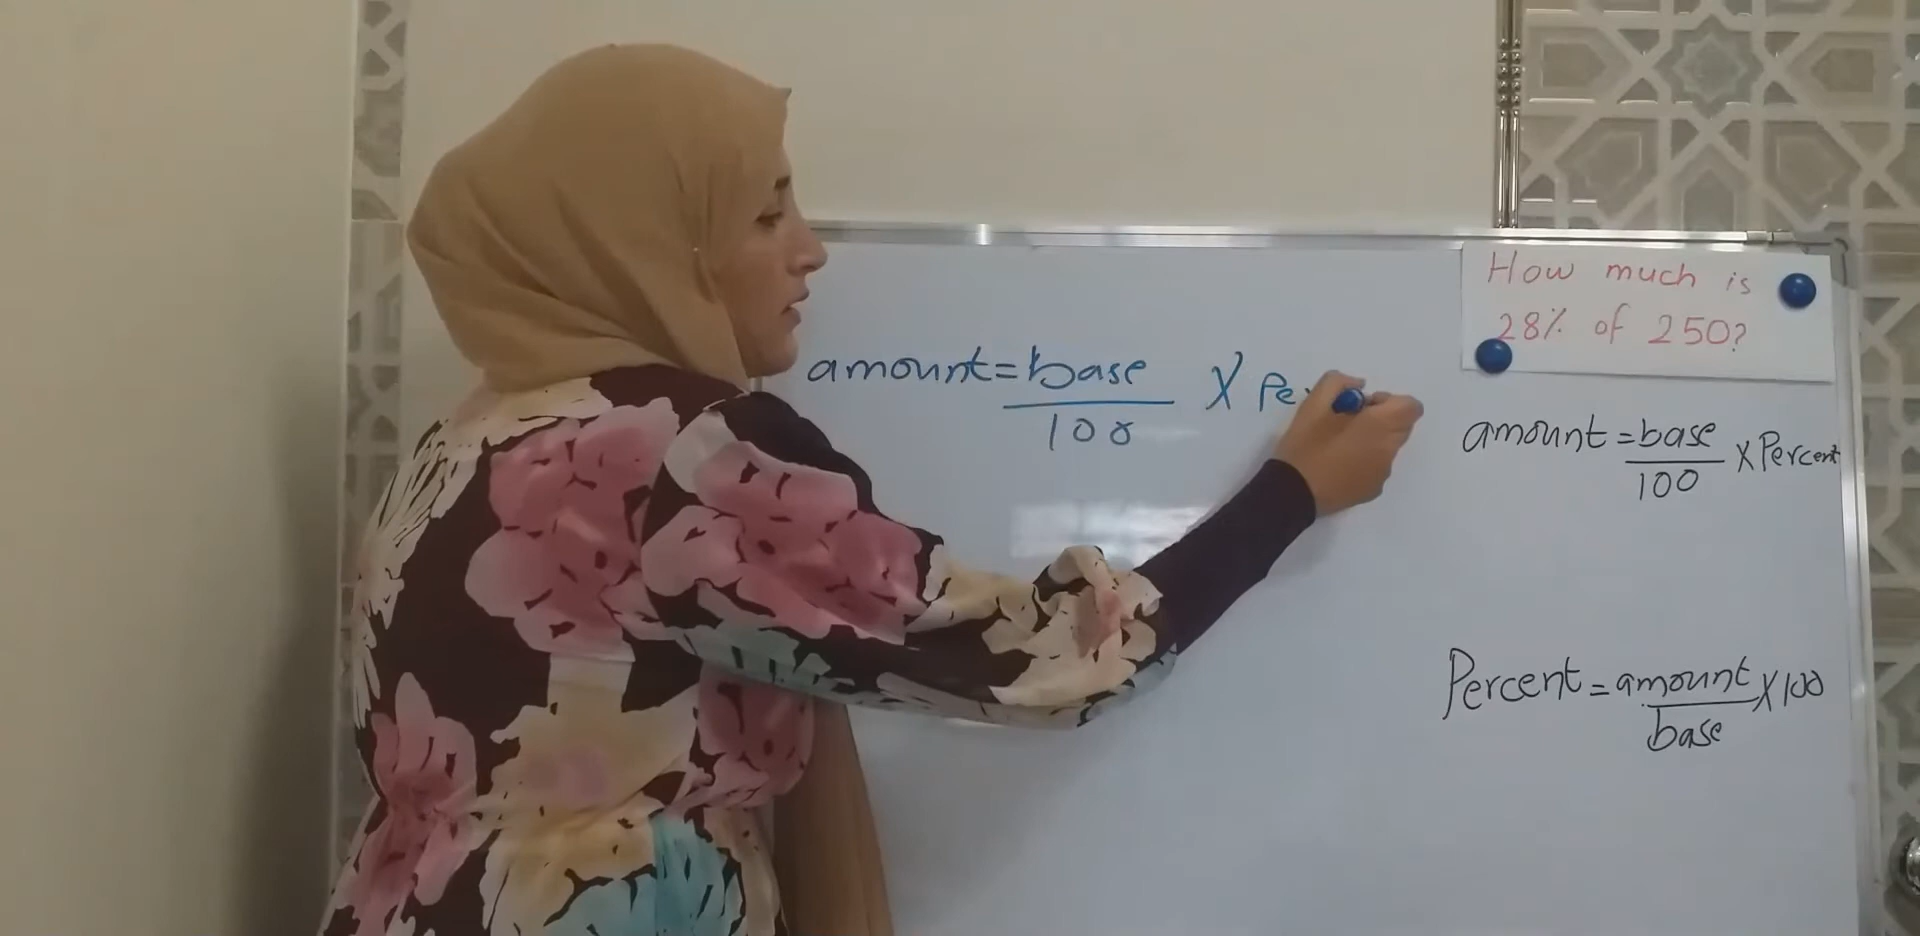 How much is
28% of 250?
amount = base
100
X Pe
amount = base
100
X Percent
Percent = amount
base
X 100